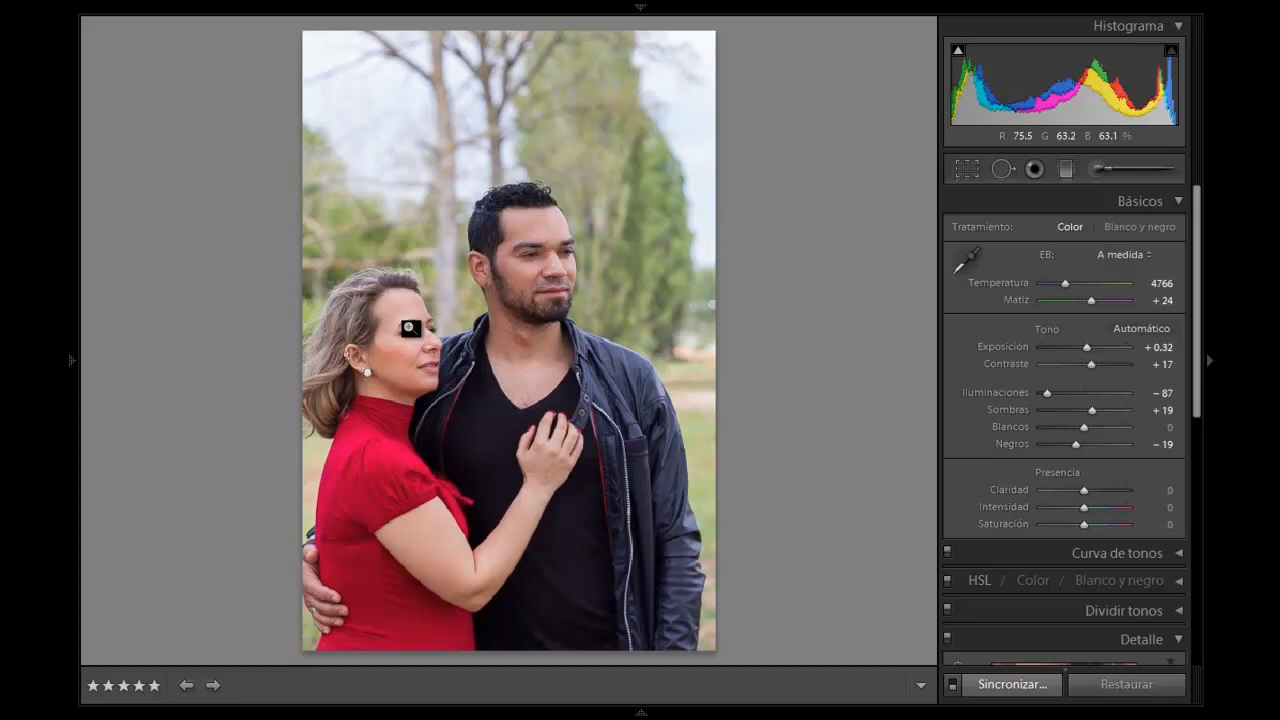 Histograma
R 75.5 G 63.2 B 63.1 %
Básicos
Tratamiento: Color Blanco y negro
EB: A medida
Temperatura 4766
Matiz + 24
Tono Automático
Exposición + 0.32
Contraste + 17
Iluminaciones − 87
Sombras + 19
Blancos 0
Negros − 19
Presencia
Claridad 0
Intensidad 0
Saturación 0
Curva de tonos
HSL / Color / Blanco y negro
Dividir tonos
Detalle
Sincronizar... Restaurar